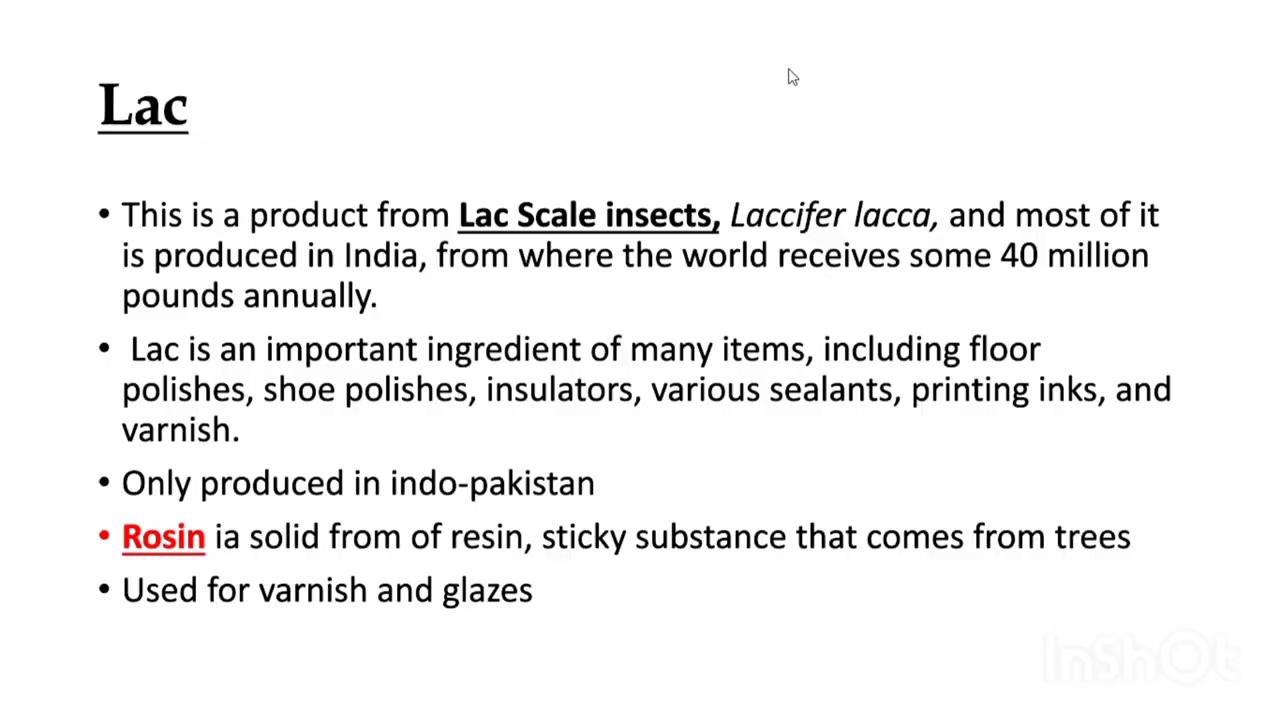 Lac
• This is a product from Lac Scale insects, Laccifer lacca, and most of it
is produced in India, from where the world receives some 40 million
pounds annually.
• Lac is an important ingredient of many items, including floor
polishes, shoe polishes, insulators, various sealants, printing inks, and
varnish.
• Only produced in indo-pakistan
• Rosin ia solid from of resin, sticky substance that comes from trees
• Used for varnish and glazes
InShOt